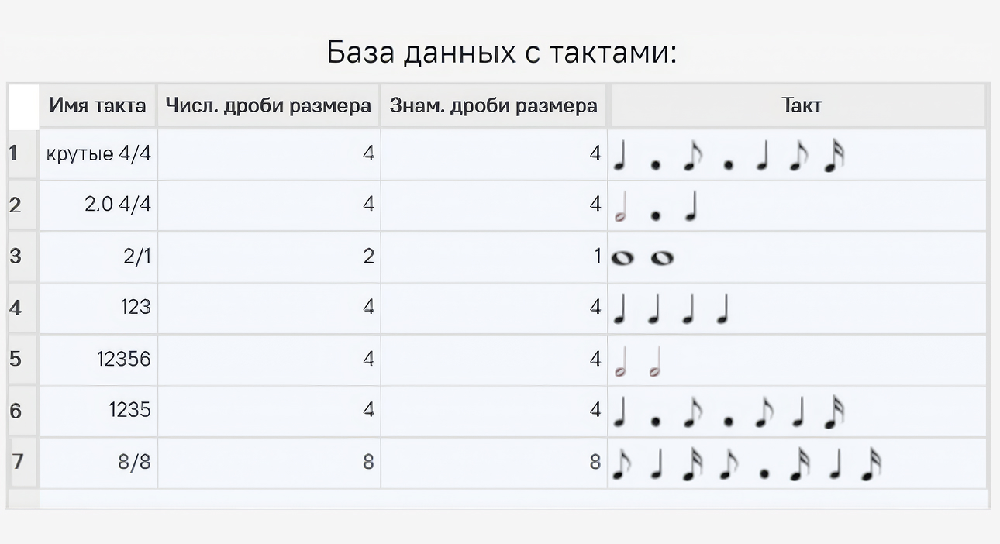 База данных с тактами:
Имя такта Числ. дроби размера Знам. дроби размера Такт
1 крутые 4/4 4 4
2 2.0 4/4 4 4
3 2/1 2 1
4 123 4 4
5 12356 4 4
6 1235 4 4
7 8/8 8 8